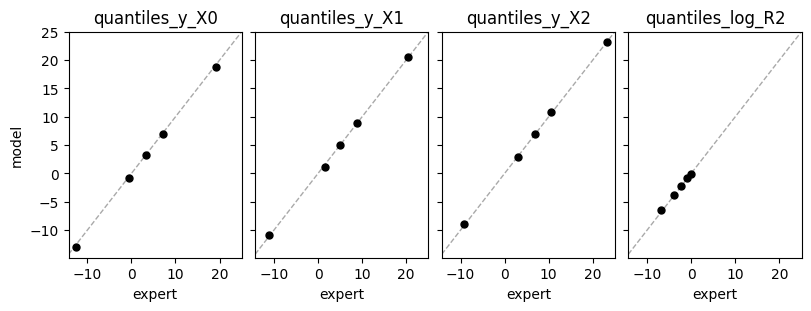 quantiles_y_X0 quantiles_y_X1 quantiles_y_X2 quantiles_log_R2
25
20
15
10
5
0
−5
−10
model
−10 0 10 20 −10 0 10 20 −10 0 10 20 −10 0 10 20
expert expert expert expert